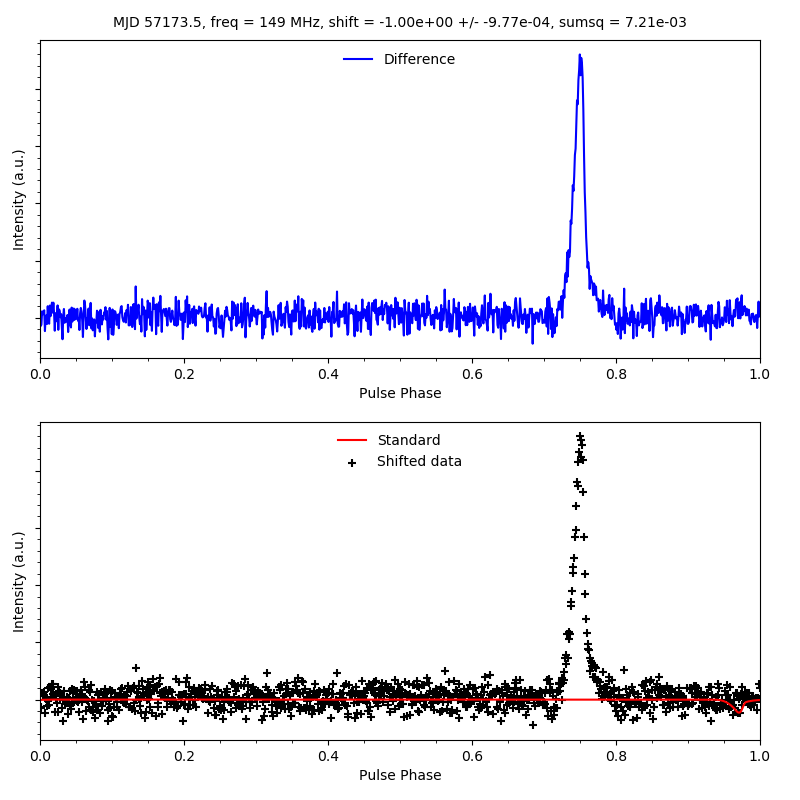 MJD 57173.5, freq = 149 MHz, shift = -1.00e+00 +/- -9.77e-04, sumsq = 7.21e-03
Difference
Intensity (a.u.)
0.0 0.2 0.4 0.6 0.8 1.0
Pulse Phase
Standard
Shifted data
Intensity (a.u.)
0.0 0.2 0.4 0.6 0.8 1.0
Pulse Phase